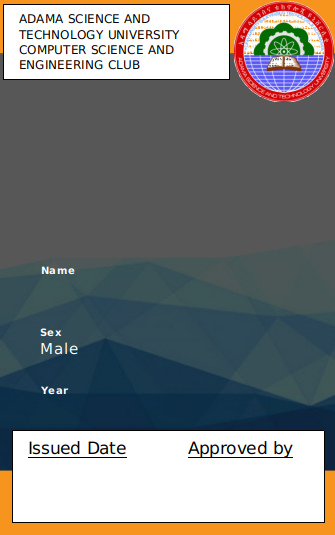 ADAMA SCIENCE AND
TECHNOLOGY UNIVERSITY
COMPUTER SCIENCE AND
ENGINEERING CLUB
ADAMA SCIENCE AND TECHNOLOGY UNIVERSITY
Name
Sex
Male
Year
Issued Date Approved by